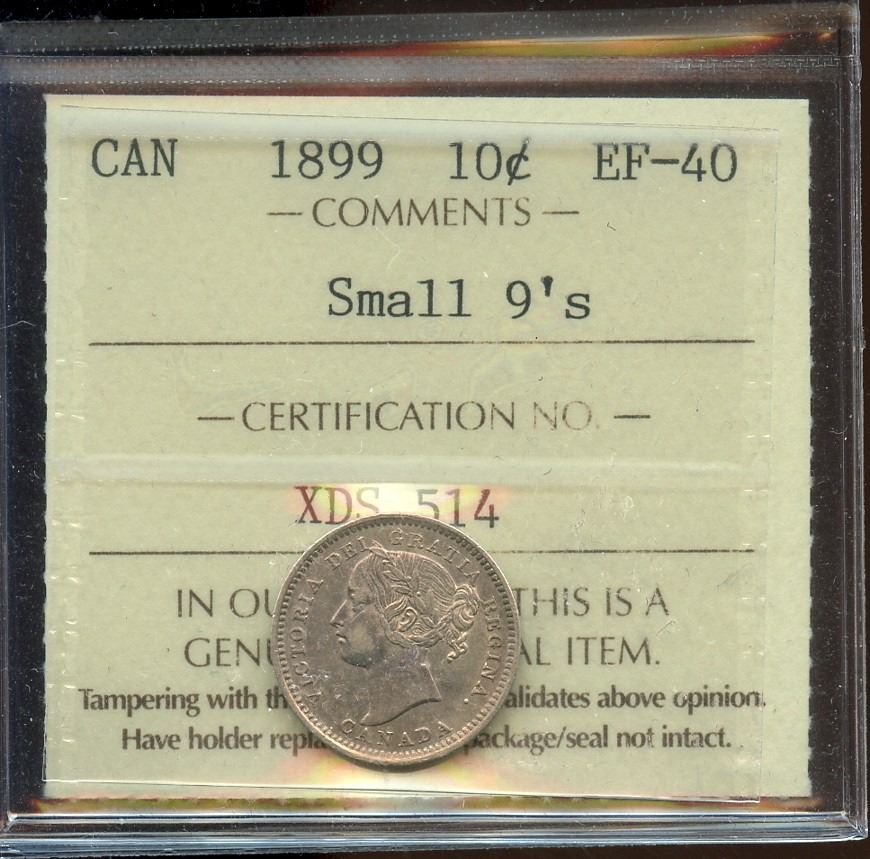 CAN 1899 10¢ EF-40
— COMMENTS —
Small 9's
— CERTIFICATION NO. —
XDS 514
IN OU THIS IS A
GENU AL ITEM.
Tampering with th alidates above opinion.
Have holder repla package/seal not intact.
VICTORIA DEI GRATIA REGINA.
CANADA